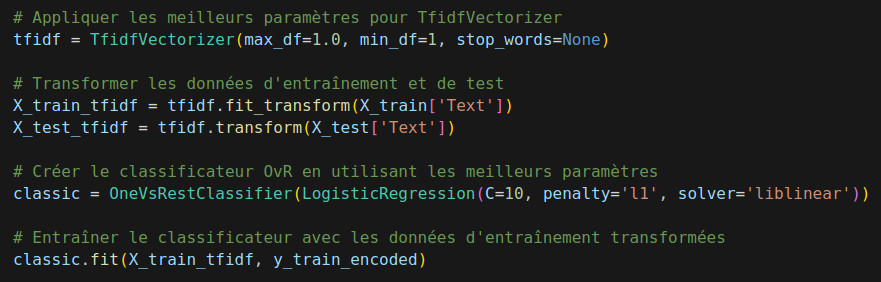 # Appliquer les meilleurs paramètres pour TfidfVectorizer
tfidf = TfidfVectorizer(max_df=1.0, min_df=1, stop_words=None)
# Transformer les données d'entraînement et de test
X_train_tfidf = tfidf.fit_transform(X_train['Text'])
X_test_tfidf = tfidf.transform(X_test['Text'])
# Créer le classificateur OvR en utilisant les meilleurs paramètres
classic = OneVsRestClassifier(LogisticRegression(C=10, penalty='l1', solver='liblinear'))
# Entraîner le classificateur avec les données d'entraînement transformées
classic.fit(X_train_tfidf, y_train_encoded)